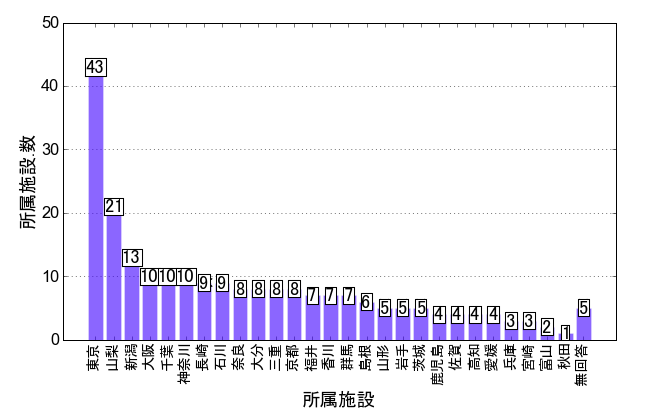 50
40
30
20
10
0
所属施設.数
43
21
13
10
10
10
9
9
8
8
8
8
7
7
7
6
5
5
5
4
4
4
4
3
3
2
1
5
東京
山梨
新潟
大阪
千葉
神奈川
長崎
石川
奈良
大分
三重
京都
福井
香川
群馬
島根
山形
岩手
茨城
鹿児島
佐賀
高知
愛媛
兵庫
宮崎
富山
秋田
無回答
所属施設